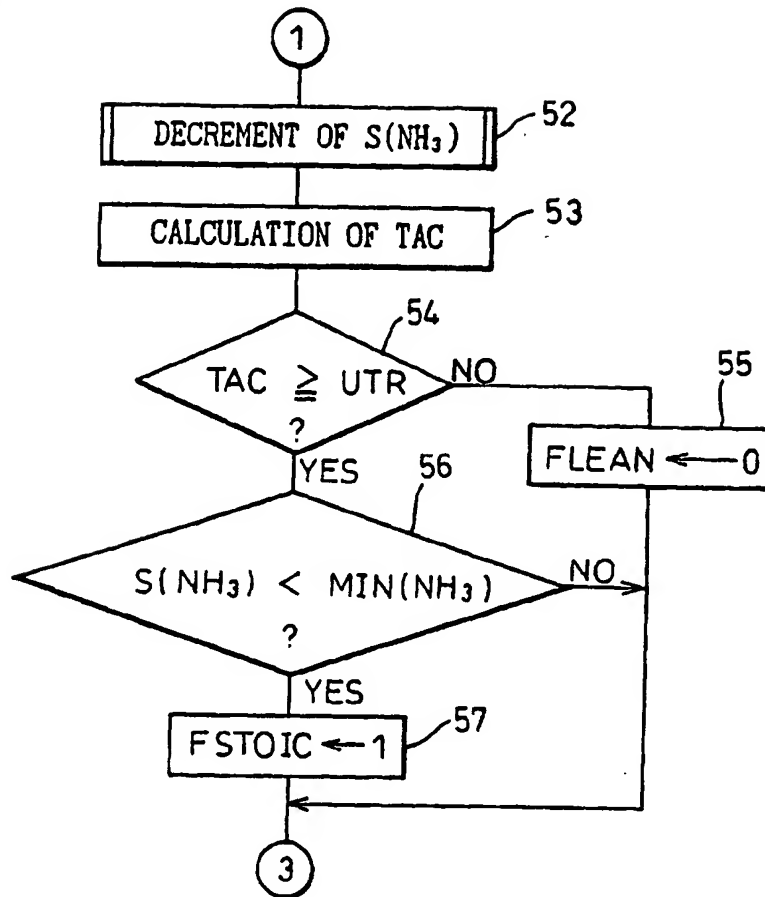 1
DECREMENT OF S(NH₃)
52
CALCULATION OF TAC
53
54
TAC ≧ UTR
?
NO
YES
55
FLEAN ← 0
56
S(NH₃) < MIN(NH₃)
?
NO
YES
57
FSTOIC ← 1
3